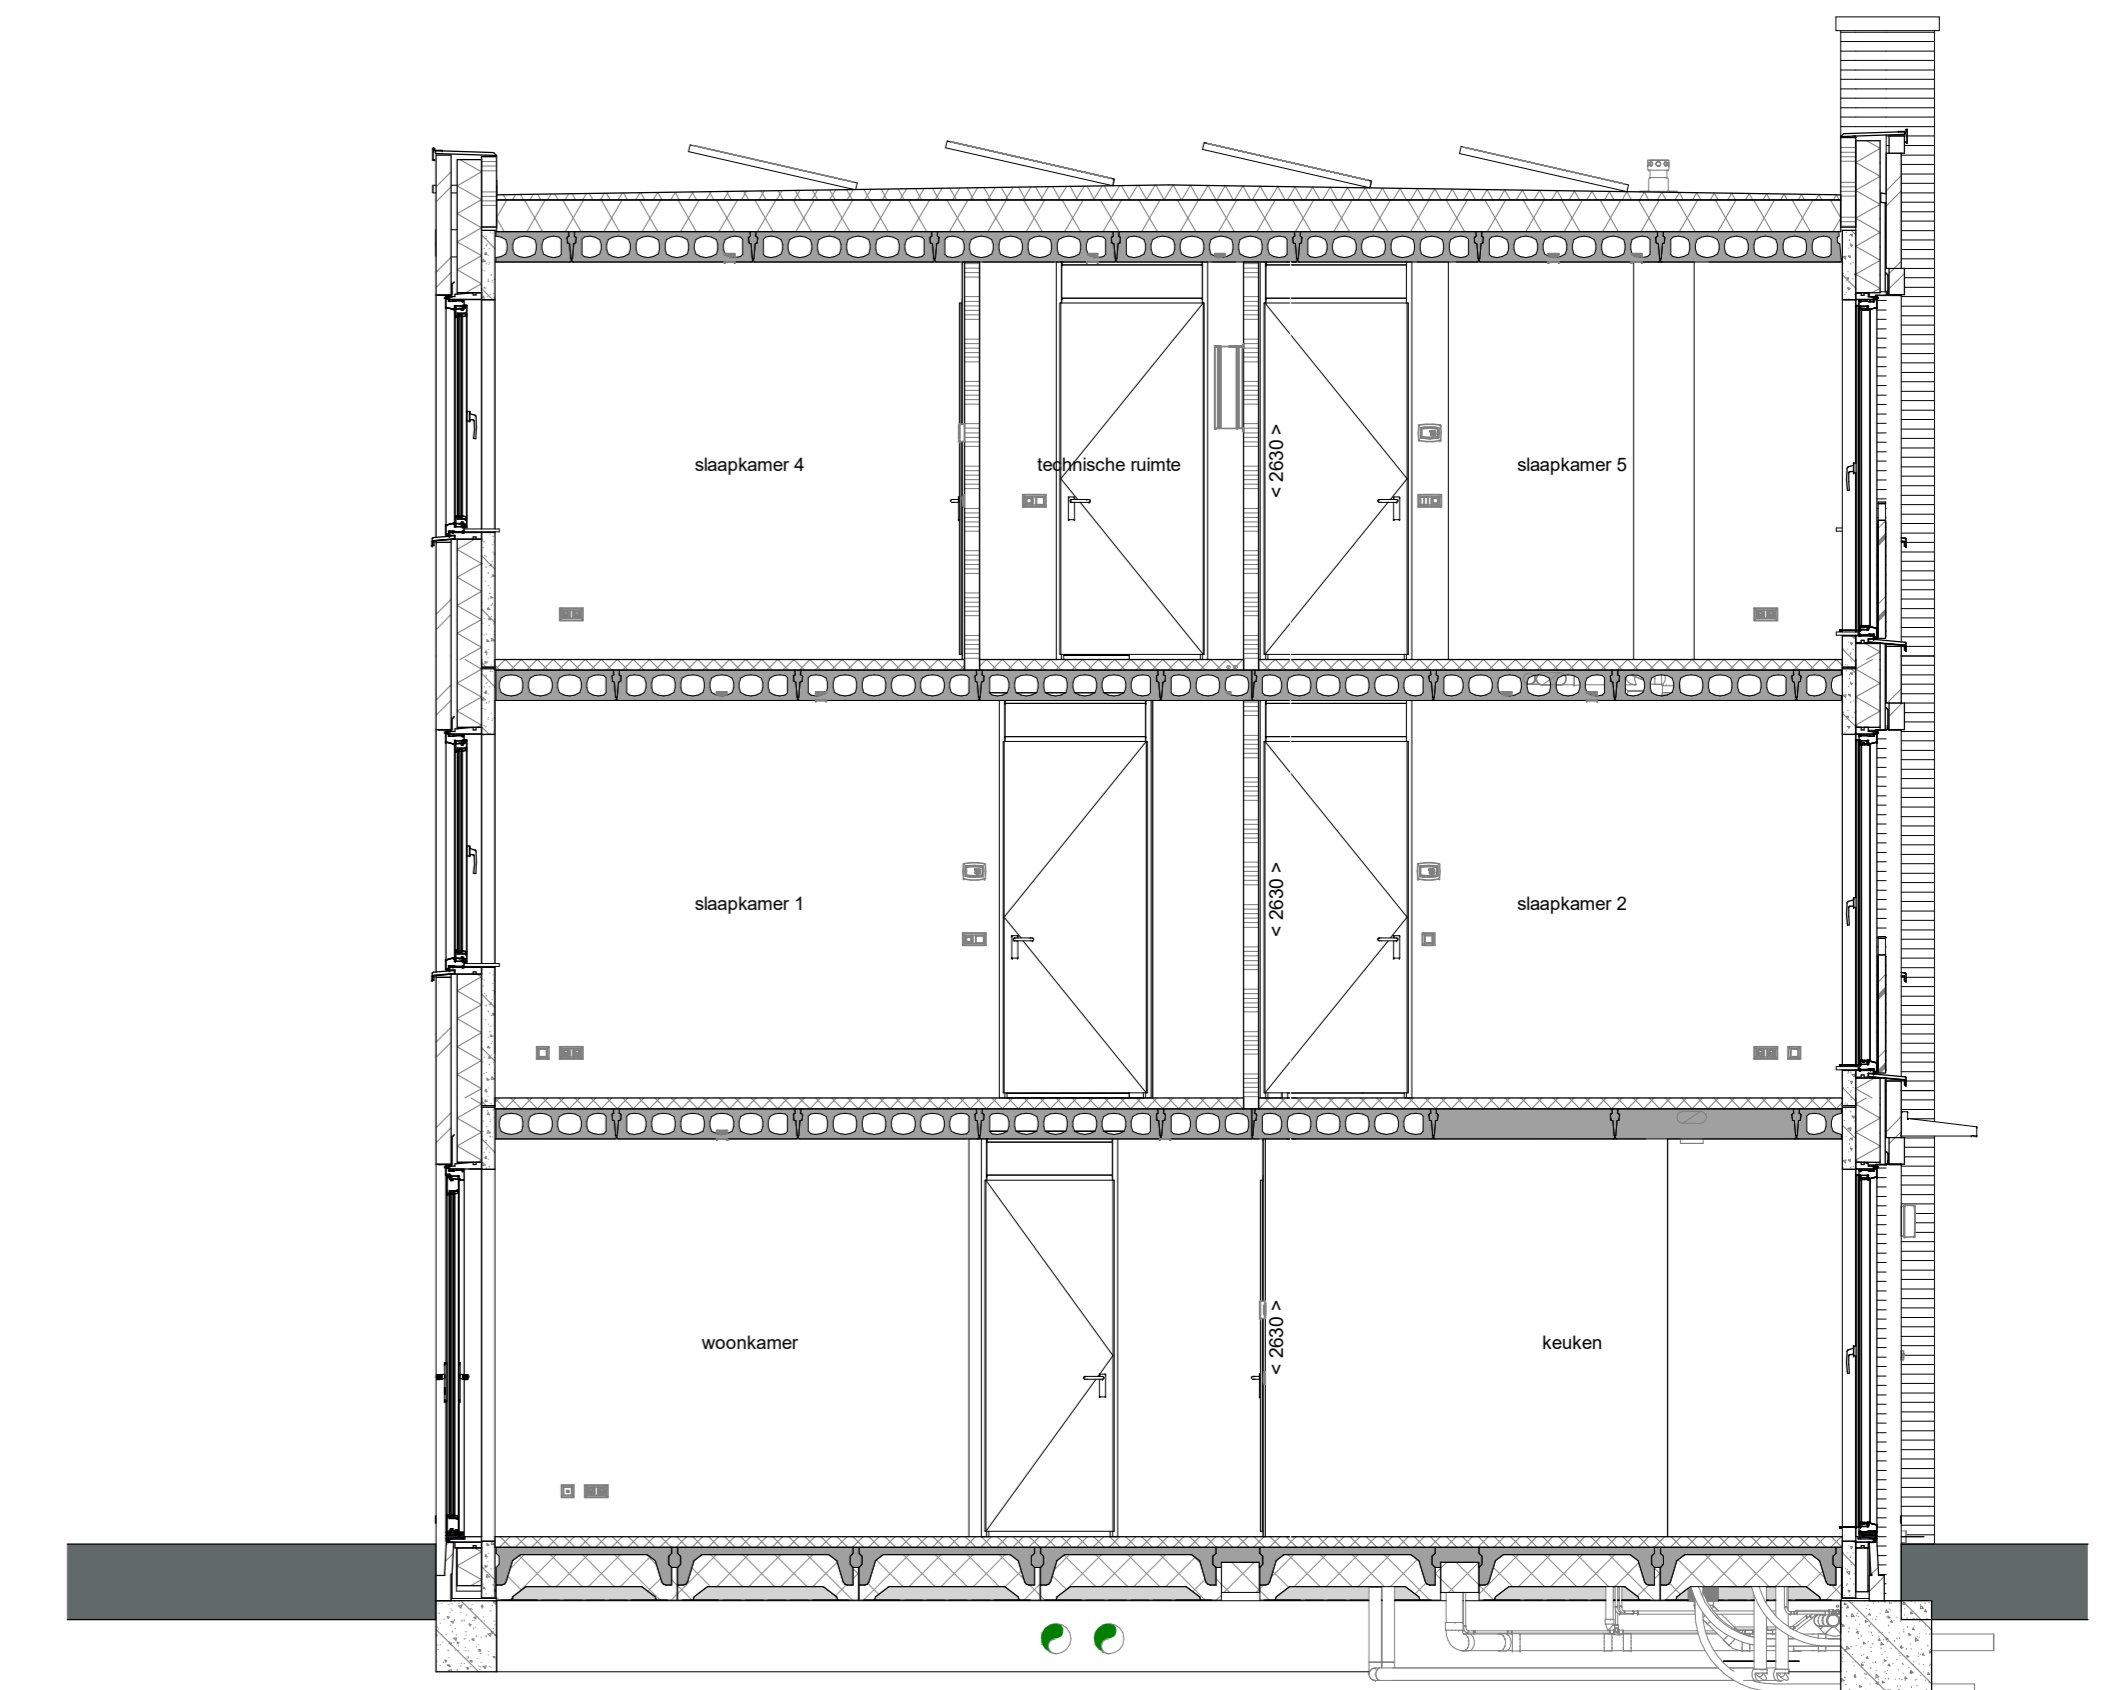 slaapkamer 4
technische ruimte
< 2630 >
slaapkamer 5
slaapkamer 1
< 2630 >
slaapkamer 2
woonkamer
< 2630 >
keuken